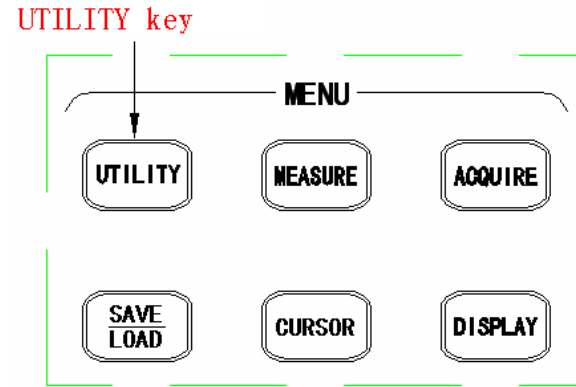 UTILITY key
MENU
UTILITY
MEASURE
ACQUIRE
SAVE
LOAD
CURSOR
DISPLAY